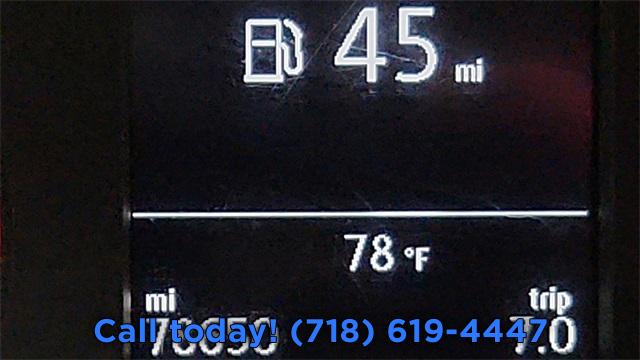 45 mi
78 °F
mi trip
Call today! (718) 619-4447